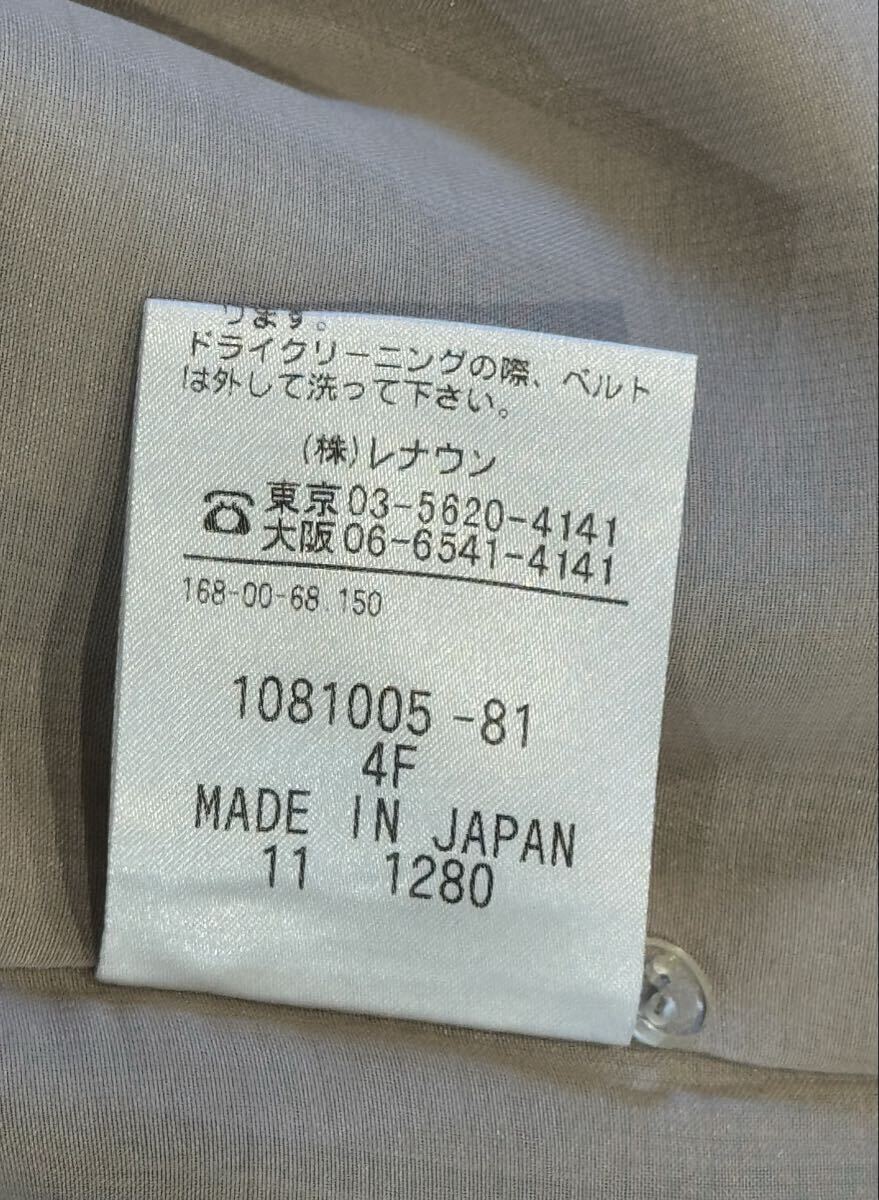 ります。
ドライクリーニングの際、ベルト
は外して洗って下さい。
(株)レナウン
東京03-5620-4141
大阪06-6541-4141
168-00-68.150
1081005-81
4F
MADE IN JAPAN
11 1280